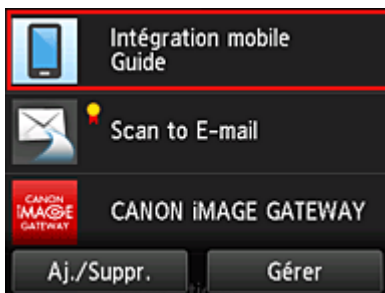 Intégration mobile
Guide
Scan to E-mail
CANON
iMAGE
GATEWAY
CANON iMAGE GATEWAY
Aj./Suppr.
Gérer